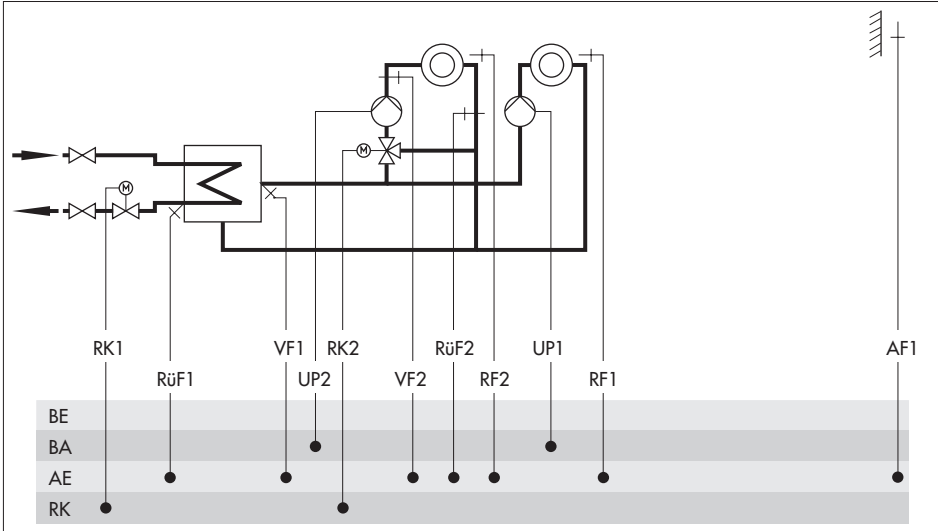 M
M
RK1 VF1 RK2 RüF2 UP1 AF1
RüF1 UP2 VF2 RF2 RF1
BE
BA
AE
RK